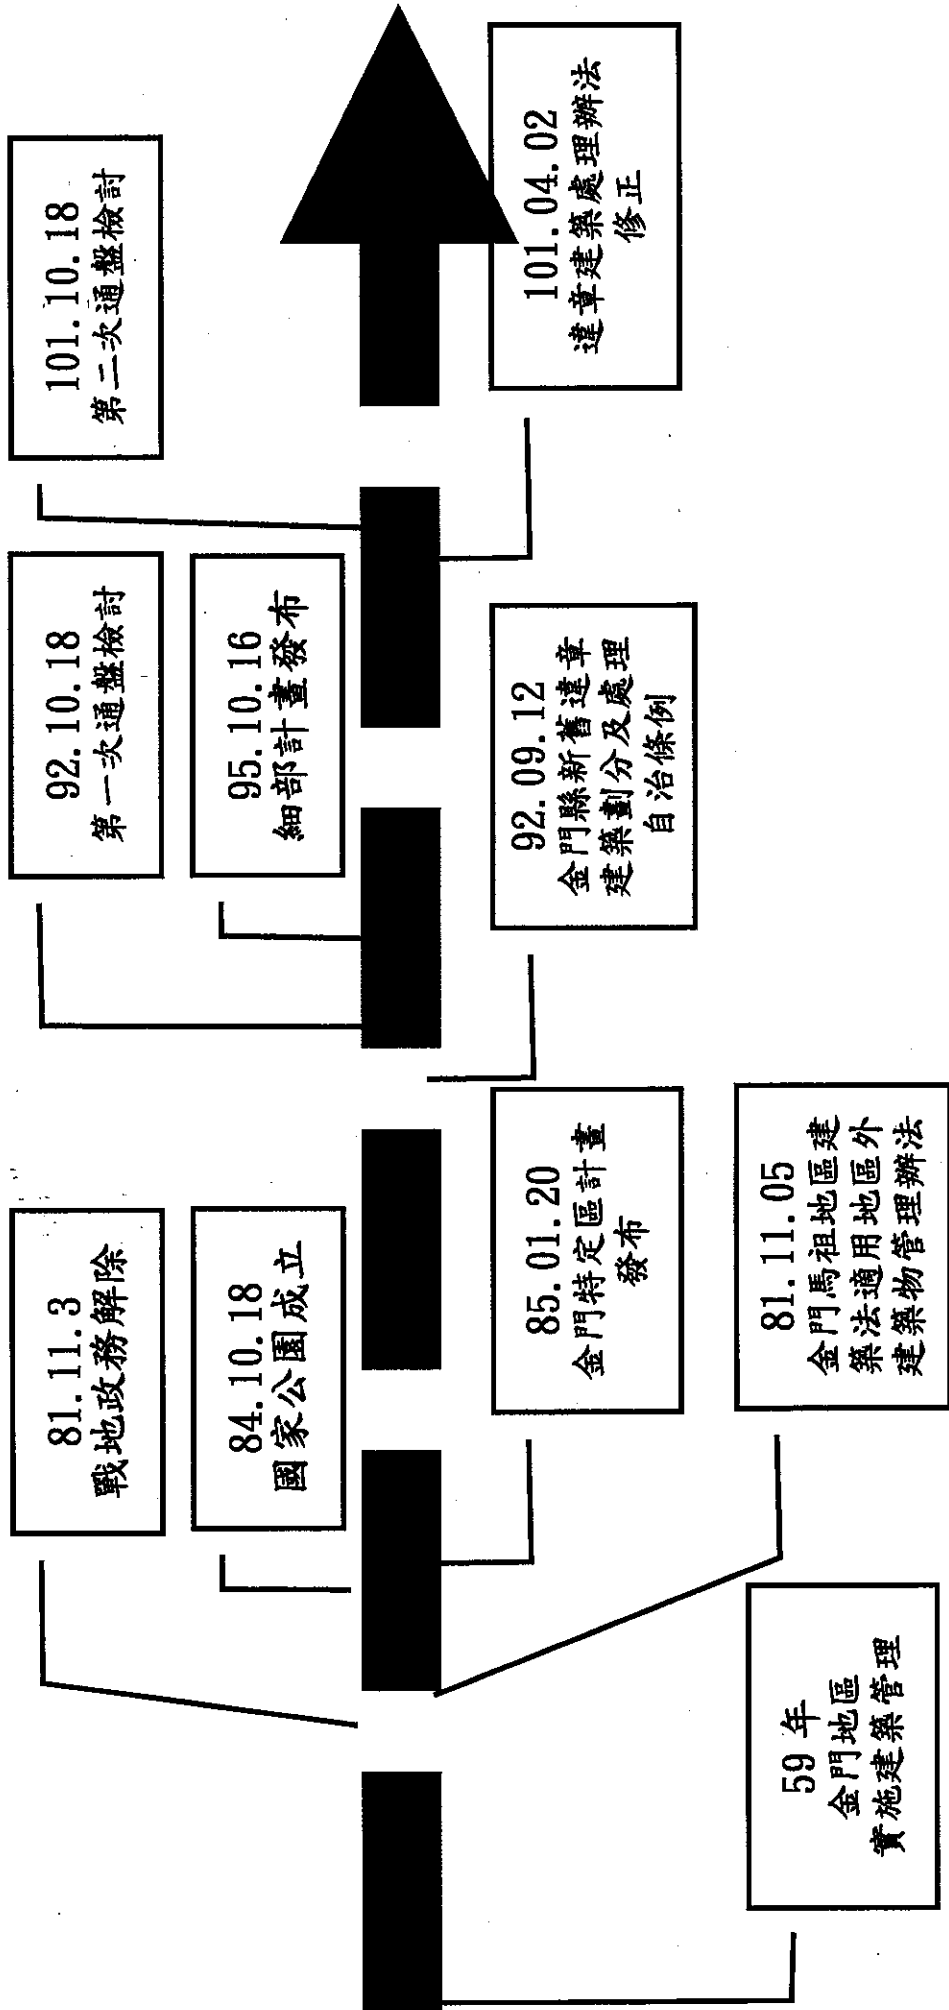 81.11.3
戰地政務解除
84.10.18
國家公園成立
92.10.18
第一次通盤檢討
95.10.16
細部計畫發布
101.10.18
第二次通盤檢討
59 年
金門地區
實施建築管理
81.11.05
金門馬祖地區建
築法適用地區外
建築物管理辦法
85.01.20
金門特定區計畫
發布
92.09.12
金門縣新舊違章
建築劃分及處理
自治條例
101.04.02
違章建築處理辦法
修正